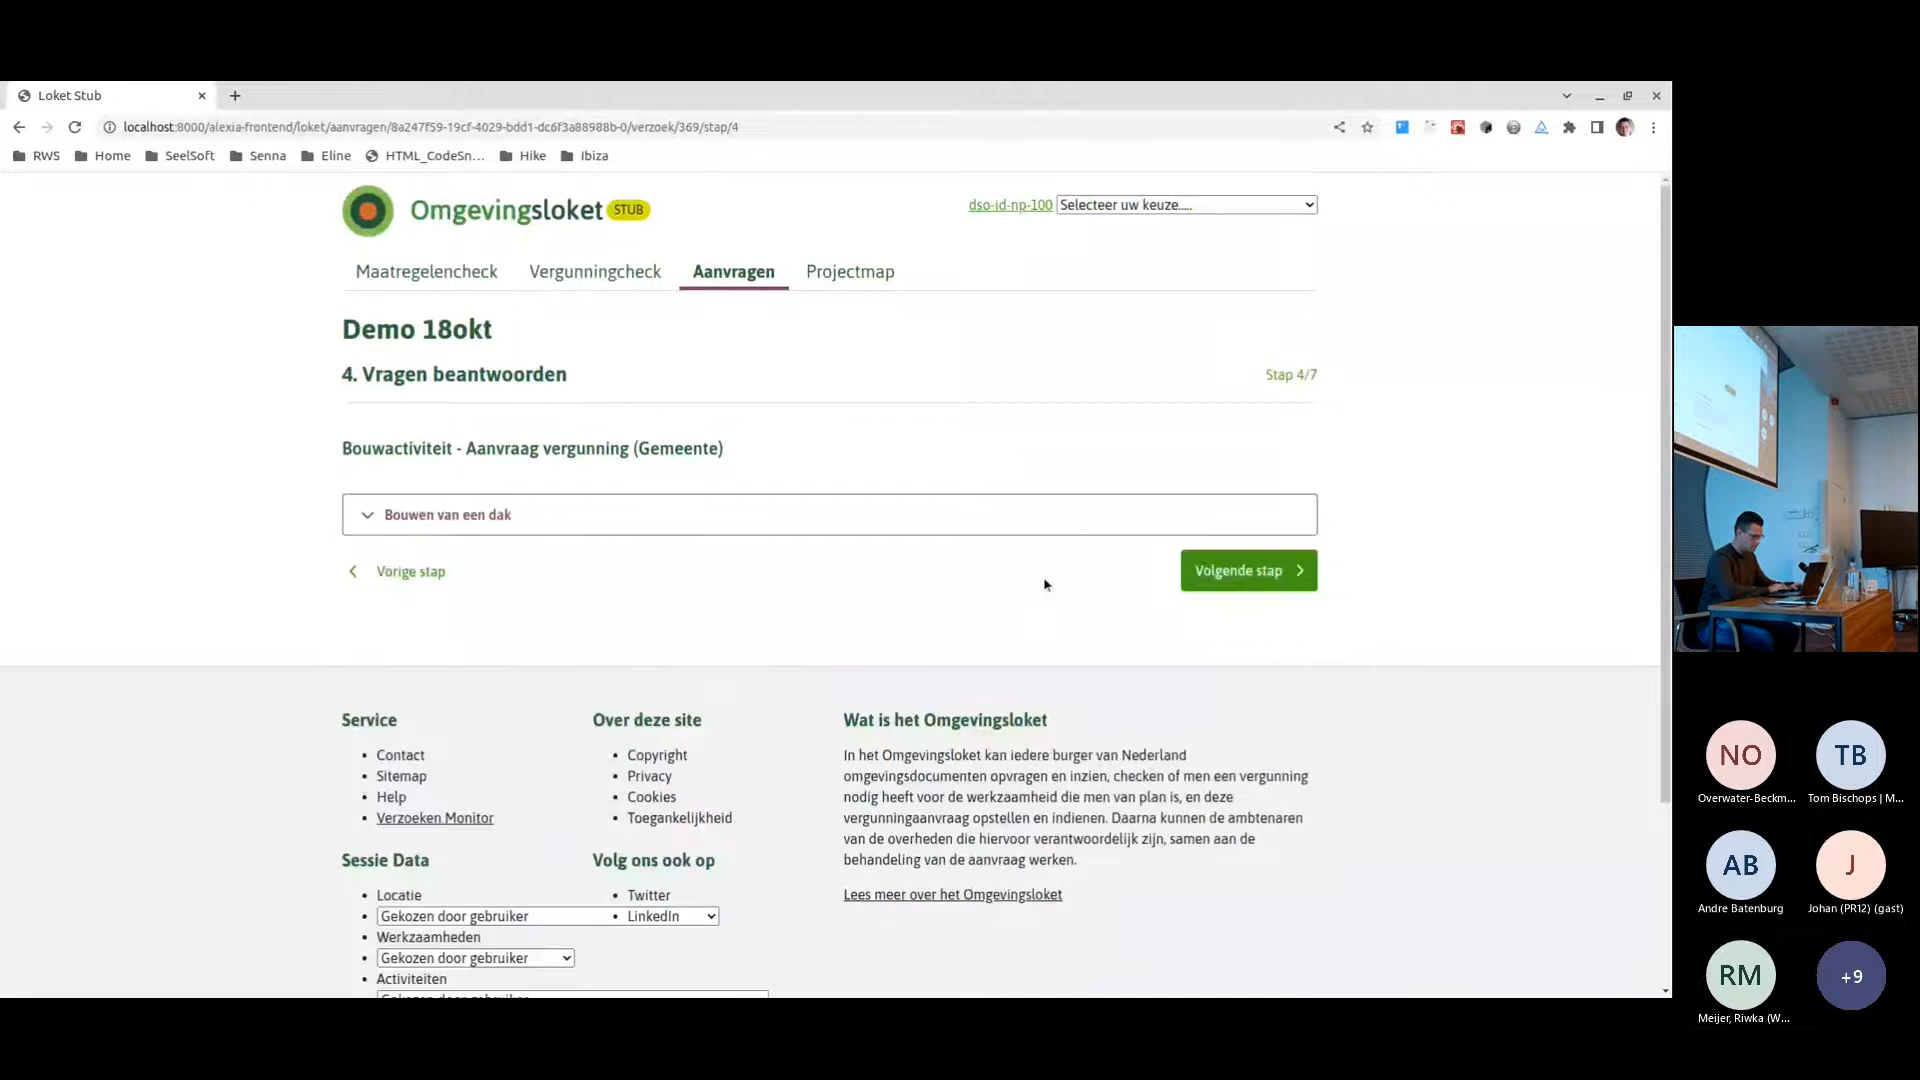 Loket Stub
localhost:8000/alexia-frontend/loket/aanvragen/8a247f59-19cf-4029-bdd1-dc6f3a88988b-0/verzoek/369/stap/4
RWS Home SeelSoft Senna Eline HTML_CodeSn... Hike Ibiza
Omgevingsloket STUB
dso-id-np-100 Selecteer uw keuze.....
Maatregelencheck Vergunningcheck Aanvragen Projectmap
Demo 18okt
4. Vragen beantwoorden
Stap 4/7
Bouwactiviteit - Aanvraag vergunning (Gemeente)
Bouwen van een dak
Vorige stap
Volgende stap
Service
Contact
Sitemap
Help
Verzoeken Monitor
Sessie Data
Locatie
Gekozen door gebruiker
Werkzaamheden
Gekozen door gebruiker
Activiteiten
Over deze site
Copyright
Privacy
Cookies
Toegankelijkheid
Volg ons ook op
Twitter
LinkedIn
Wat is het Omgevingsloket
In het Omgevingsloket kan iedere burger van Nederland
omgevingsdocumenten opvragen en inzien, checken of men een vergunning
nodig heeft voor de werkzaamheid die men van plan is, en deze
vergunningaanvraag opstellen en indienen. Daarna kunnen de ambtenaren
van de overheden die hiervoor verantwoordelijk zijn, samen aan de
behandeling van de aanvraag werken.
Lees meer over het Omgevingsloket
NO
Overwater-Beckm...
TB
Tom Bischops | M...
AB
Andre Batenburg
J
Johan (PR12) (gast)
RM
Meijer, Riwka (W...
+9